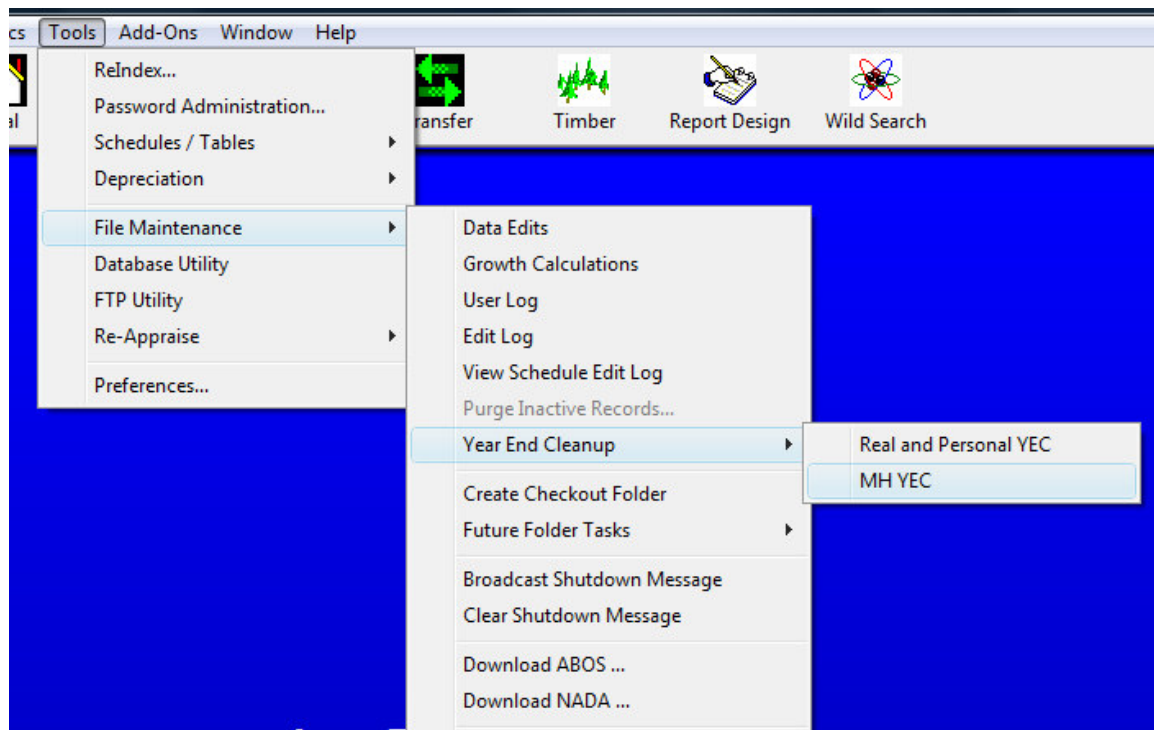 Tools Add-Ons Window Help
Timber Report Design Wild Search
ReIndex...
Password Administration...
Schedules / Tables
Depreciation
File Maintenance
Database Utility
FTP Utility
Re-Appraise
Preferences...
Data Edits
Growth Calculations
User Log
Edit Log
View Schedule Edit Log
Purge Inactive Records...
Year End Cleanup
Create Checkout Folder
Future Folder Tasks
Broadcast Shutdown Message
Clear Shutdown Message
Download ABOS ...
Download NADA ...
Real and Personal YEC
MH YEC